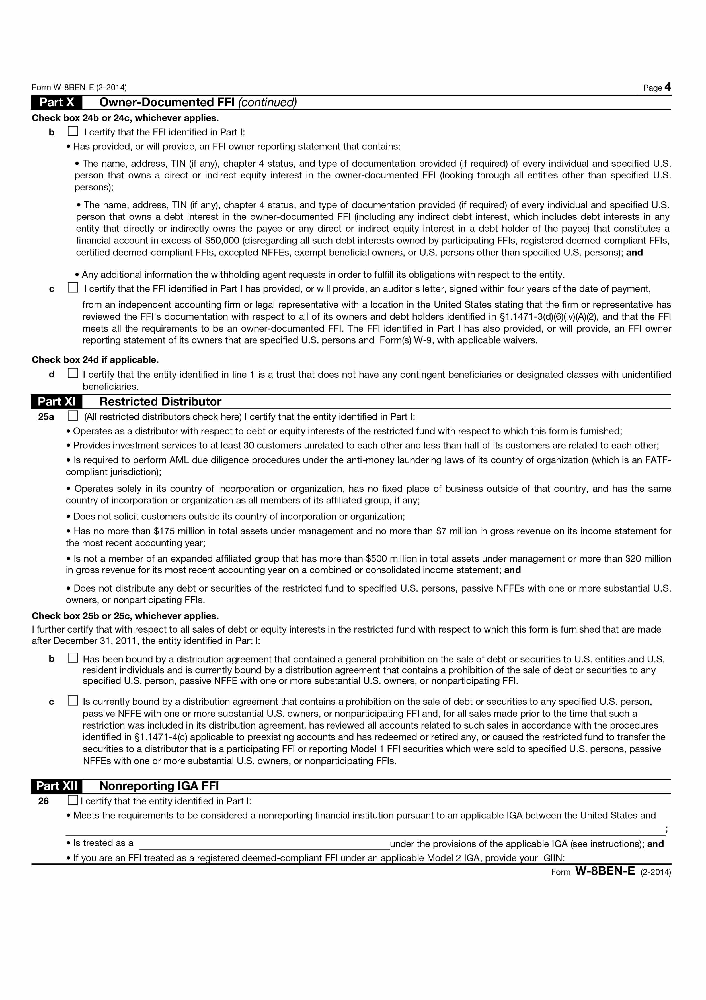 Form W-8BEN-E (2-2014)
Page 4
Part X Owner-Documented FFI (continued)
Check box 24b or 24c, whichever applies.
b I certify that the FFI identified in Part I:
• Has provided, or will provide, an FFI owner reporting statement that contains:
• The name, address, TIN (if any), chapter 4 status, and type of documentation provided (if required) of every individual and specified U.S.
person that owns a direct or indirect equity interest in the owner-documented FFI (looking through all entities other than specified U.S.
persons);
• The name, address, TIN (if any), chapter 4 status, and type of documentation provided (if required) of every individual and specified U.S.
person that owns a debt interest in the owner-documented FFI (including any indirect debt interest, which includes debt interests in any
entity that directly or indirectly owns the payee or any direct or indirect equity interest in a debt holder of the payee) that constitutes a
financial account in excess of $50,000 (disregarding all such debt interests owned by participating FFIs, registered deemed-compliant FFIs,
certified deemed-compliant FFIs, excepted NFFEs, exempt beneficial owners, or U.S. persons other than specified U.S. persons); and
• Any additional information the withholding agent requests in order to fulfill its obligations with respect to the entity.
c I certify that the FFI identified in Part I has provided, or will provide, an auditor's letter, signed within four years of the date of payment,
from an independent accounting firm or legal representative with a location in the United States stating that the firm or representative has
reviewed the FFI's documentation with respect to all of its owners and debt holders identified in §1.1471-3(d)(6)(iv)(A)(2), and that the FFI
meets all the requirements to be an owner-documented FFI. The FFI identified in Part I has also provided, or will provide, an FFI owner
reporting statement of its owners that are specified U.S. persons and Form(s) W-9, with applicable waivers.
Check box 24d if applicable.
d I certify that the entity identified in line 1 is a trust that does not have any contingent beneficiaries or designated classes with unidentified
beneficiaries.
Part XI Restricted Distributor
25a (All restricted distributors check here) I certify that the entity identified in Part I:
• Operates as a distributor with respect to debt or equity interests of the restricted fund with respect to which this form is furnished;
• Provides investment services to at least 30 customers unrelated to each other and less than half of its customers are related to each other;
• Is required to perform AML due diligence procedures under the anti-money laundering laws of its country of organization (which is an FATF-
compliant jurisdiction);
• Operates solely in its country of incorporation or organization, has no fixed place of business outside of that country, and has the same
country of incorporation or organization as all members of its affiliated group, if any;
• Does not solicit customers outside its country of incorporation or organization;
• Has no more than $175 million in total assets under management and no more than $7 million in gross revenue on its income statement for
the most recent accounting year;
• Is not a member of an expanded affiliated group that has more than $500 million in total assets under management or more than $20 million
in gross revenue for its most recent accounting year on a combined or consolidated income statement; and
• Does not distribute any debt or securities of the restricted fund to specified U.S. persons, passive NFFEs with one or more substantial U.S.
owners, or nonparticipating FFIs.
Check box 25b or 25c, whichever applies.
I further certify that with respect to all sales of debt or equity interests in the restricted fund with respect to which this form is furnished that are made
after December 31, 2011, the entity identified in Part I:
b Has been bound by a distribution agreement that contained a general prohibition on the sale of debt or securities to U.S. entities and U.S.
resident individuals and is currently bound by a distribution agreement that contains a prohibition of the sale of debt or securities to any
specified U.S. person, passive NFFE with one or more substantial U.S. owners, or nonparticipating FFI.
c Is currently bound by a distribution agreement that contains a prohibition on the sale of debt or securities to any specified U.S. person,
passive NFFE with one or more substantial U.S. owners, or nonparticipating FFI and, for all sales made prior to the time that such a
restriction was included in its distribution agreement, has reviewed all accounts related to such sales in accordance with the procedures
identified in §1.1471-4(c) applicable to preexisting accounts and has redeemed or retired any, or caused the restricted fund to transfer the
securities to a distributor that is a participating FFI or reporting Model 1 FFI securities which were sold to specified U.S. persons, passive
NFFEs with one or more substantial U.S. owners, or nonparticipating FFIs.
Part XII Nonreporting IGA FFI
26 I certify that the entity identified in Part I:
• Meets the requirements to be considered a nonreporting financial institution pursuant to an applicable IGA between the United States and
;
• Is treated as a under the provisions of the applicable IGA (see instructions); and
• If you are an FFI treated as a registered deemed-compliant FFI under an applicable Model 2 IGA, provide your GIIN:
Form W-8BEN-E (2-2014)